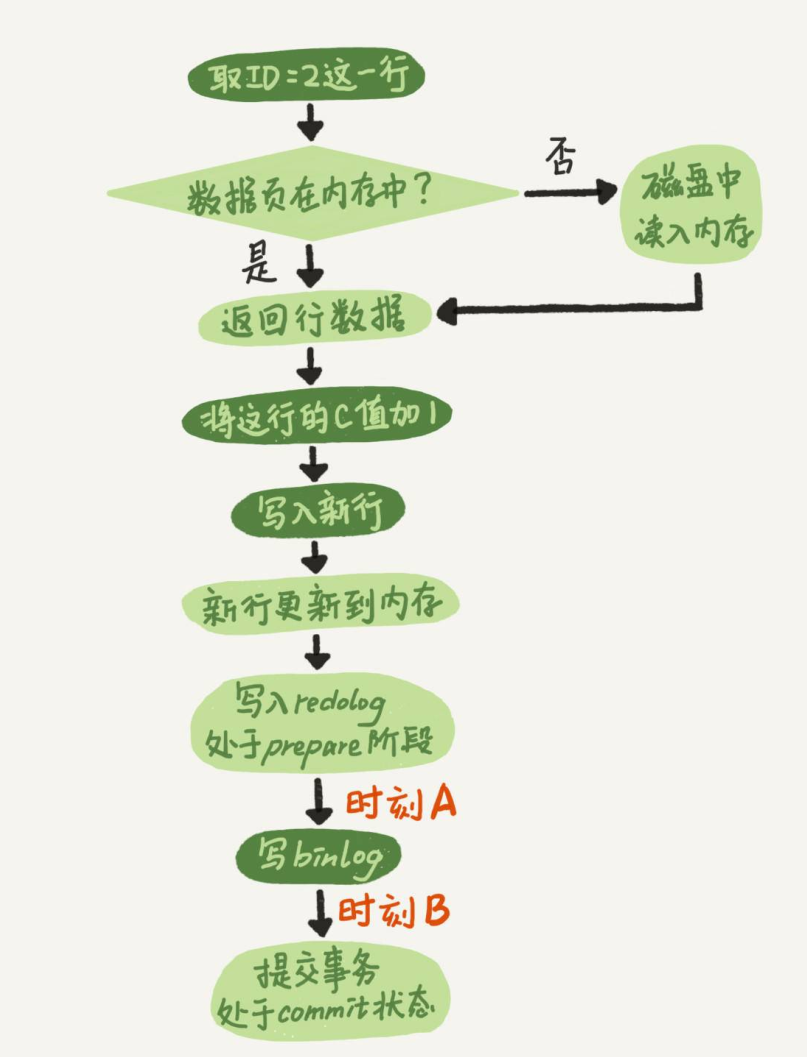 取ID=2这一行
数据页在内存中?
否
磁盘中
读入内存
是
返回行数据
将这行的C值加1
写入新行
新行更新到内存
写入redolog
处于prepare阶段
时刻A
写binlog
时刻B
提交事务
处于commit状态